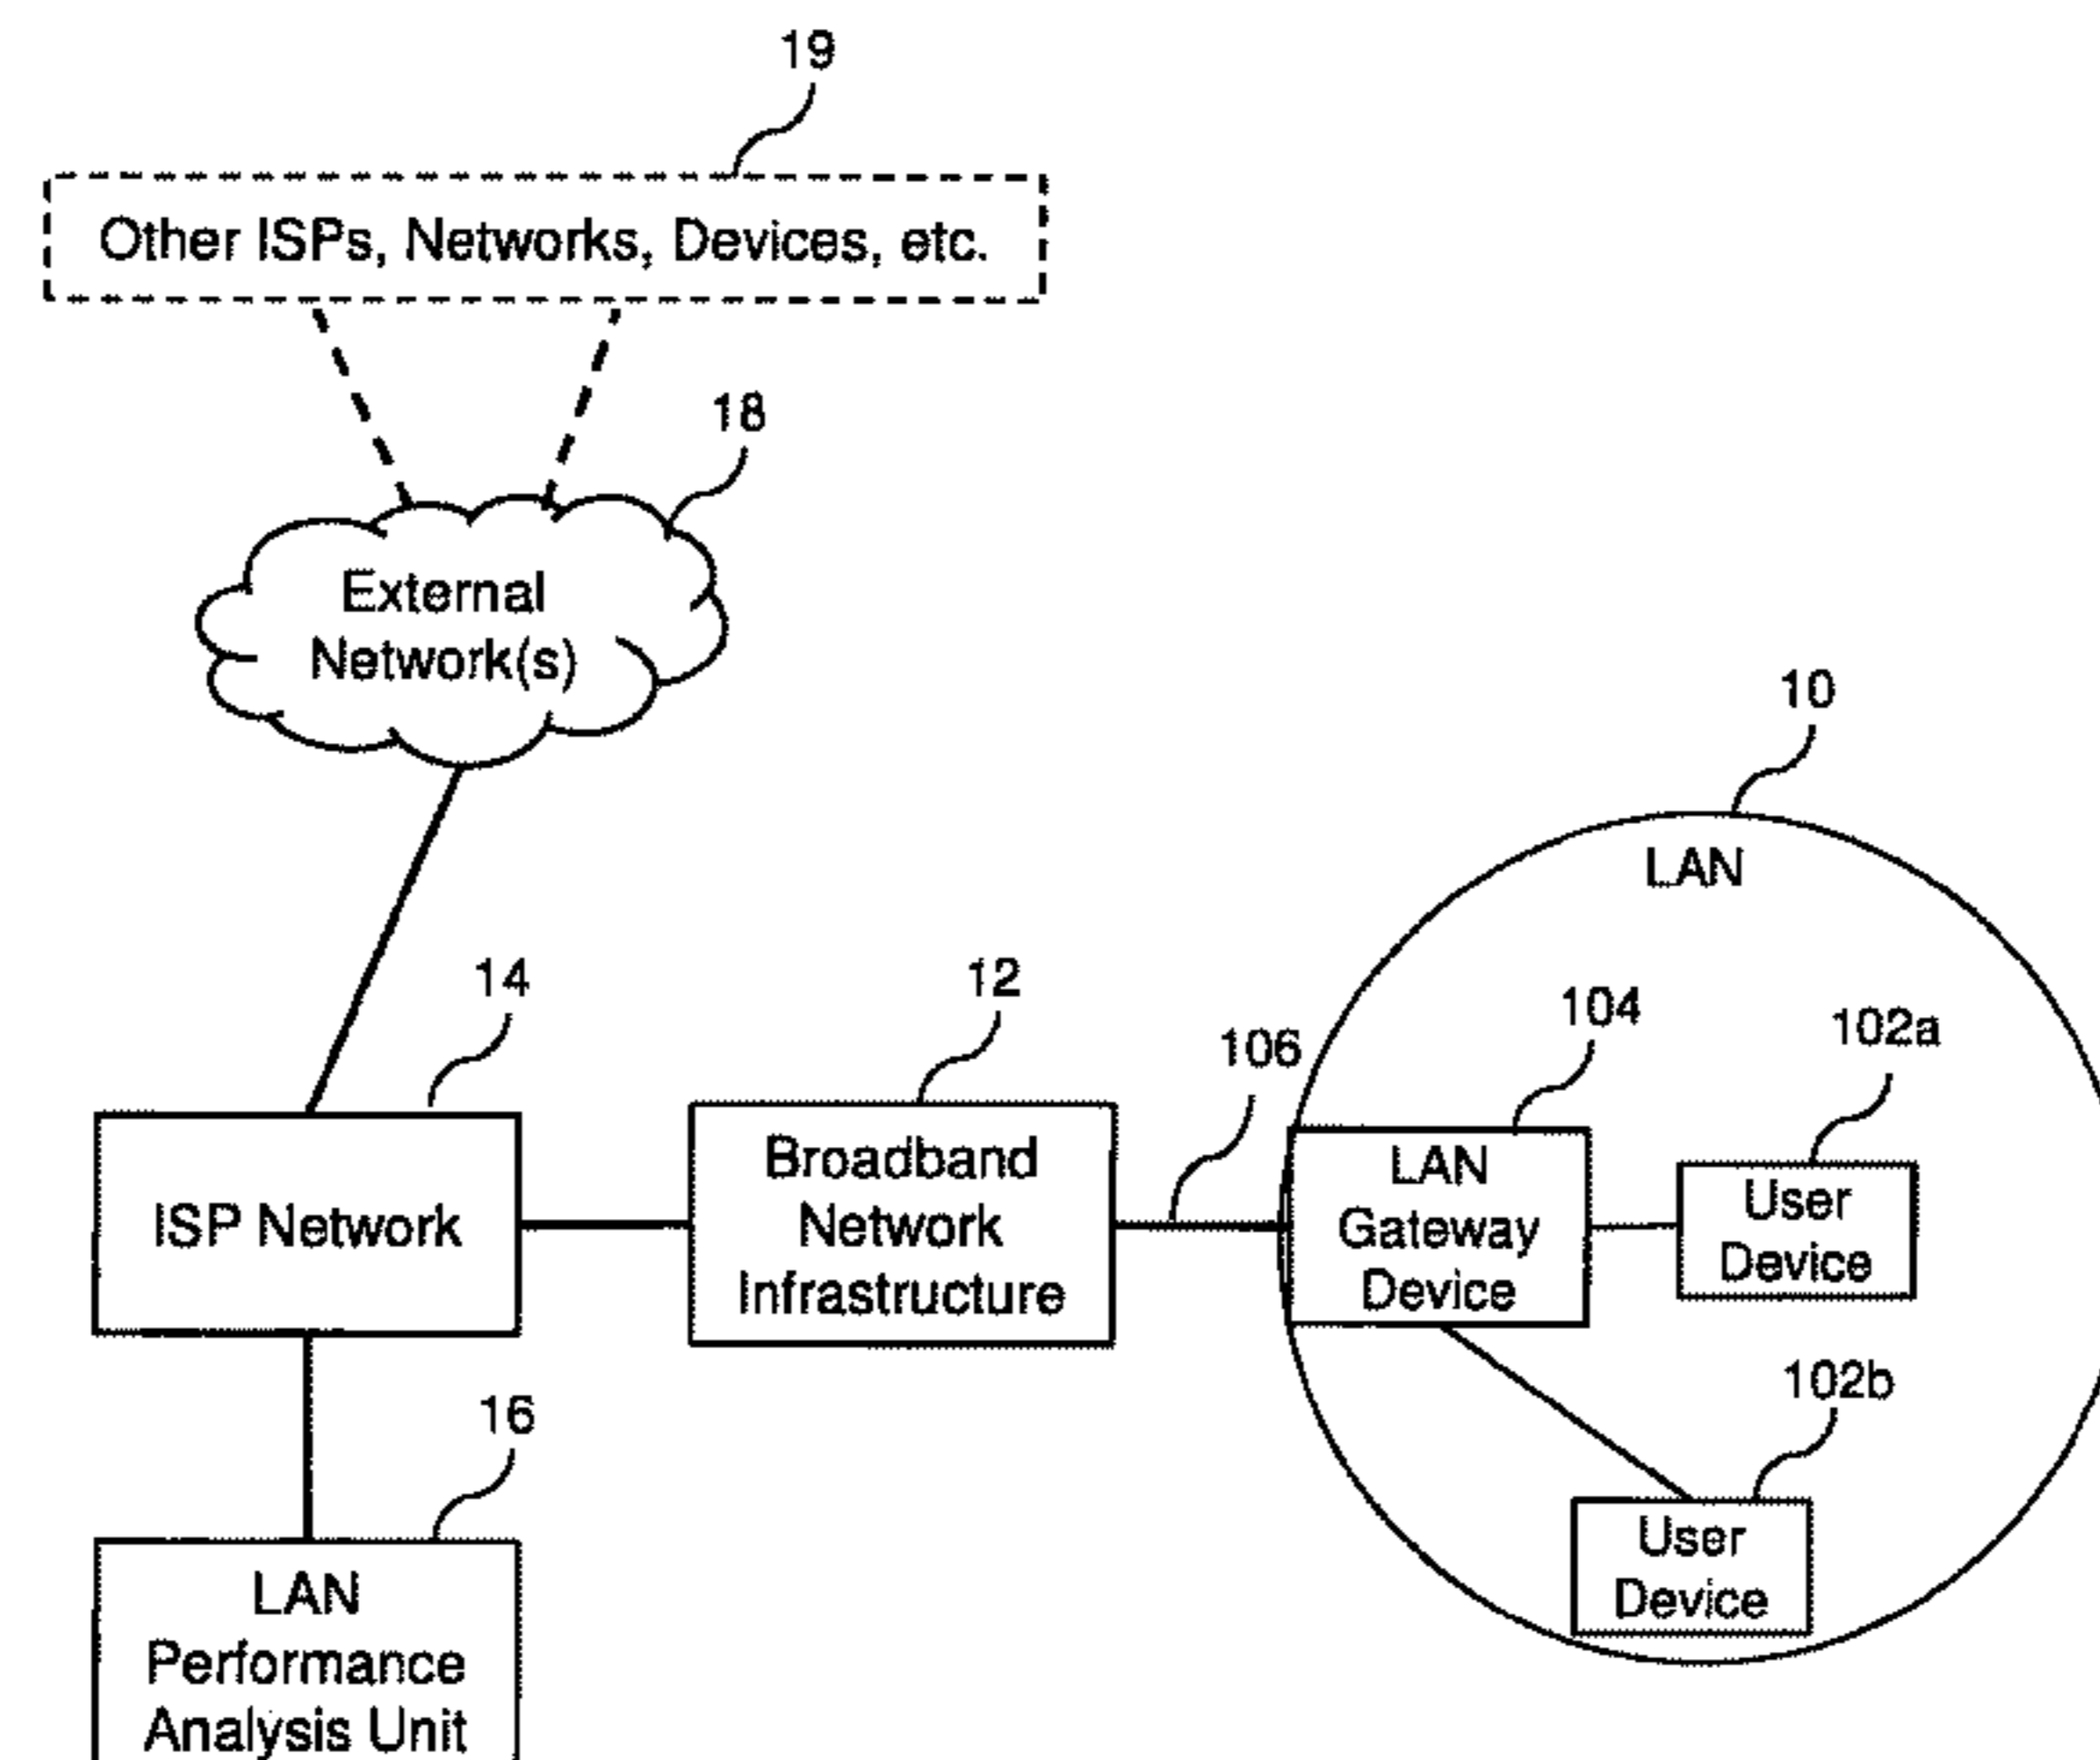 19
Other ISPs, Networks, Devices, etc.
18
External
Network(s)
10
LAN
14
12
106
104
102a
ISP Network
Broadband
Network
Infrastructure
LAN
Gateway
Device
User
Device
16
102b
LAN
Performance
Analysis Unit
User
Device